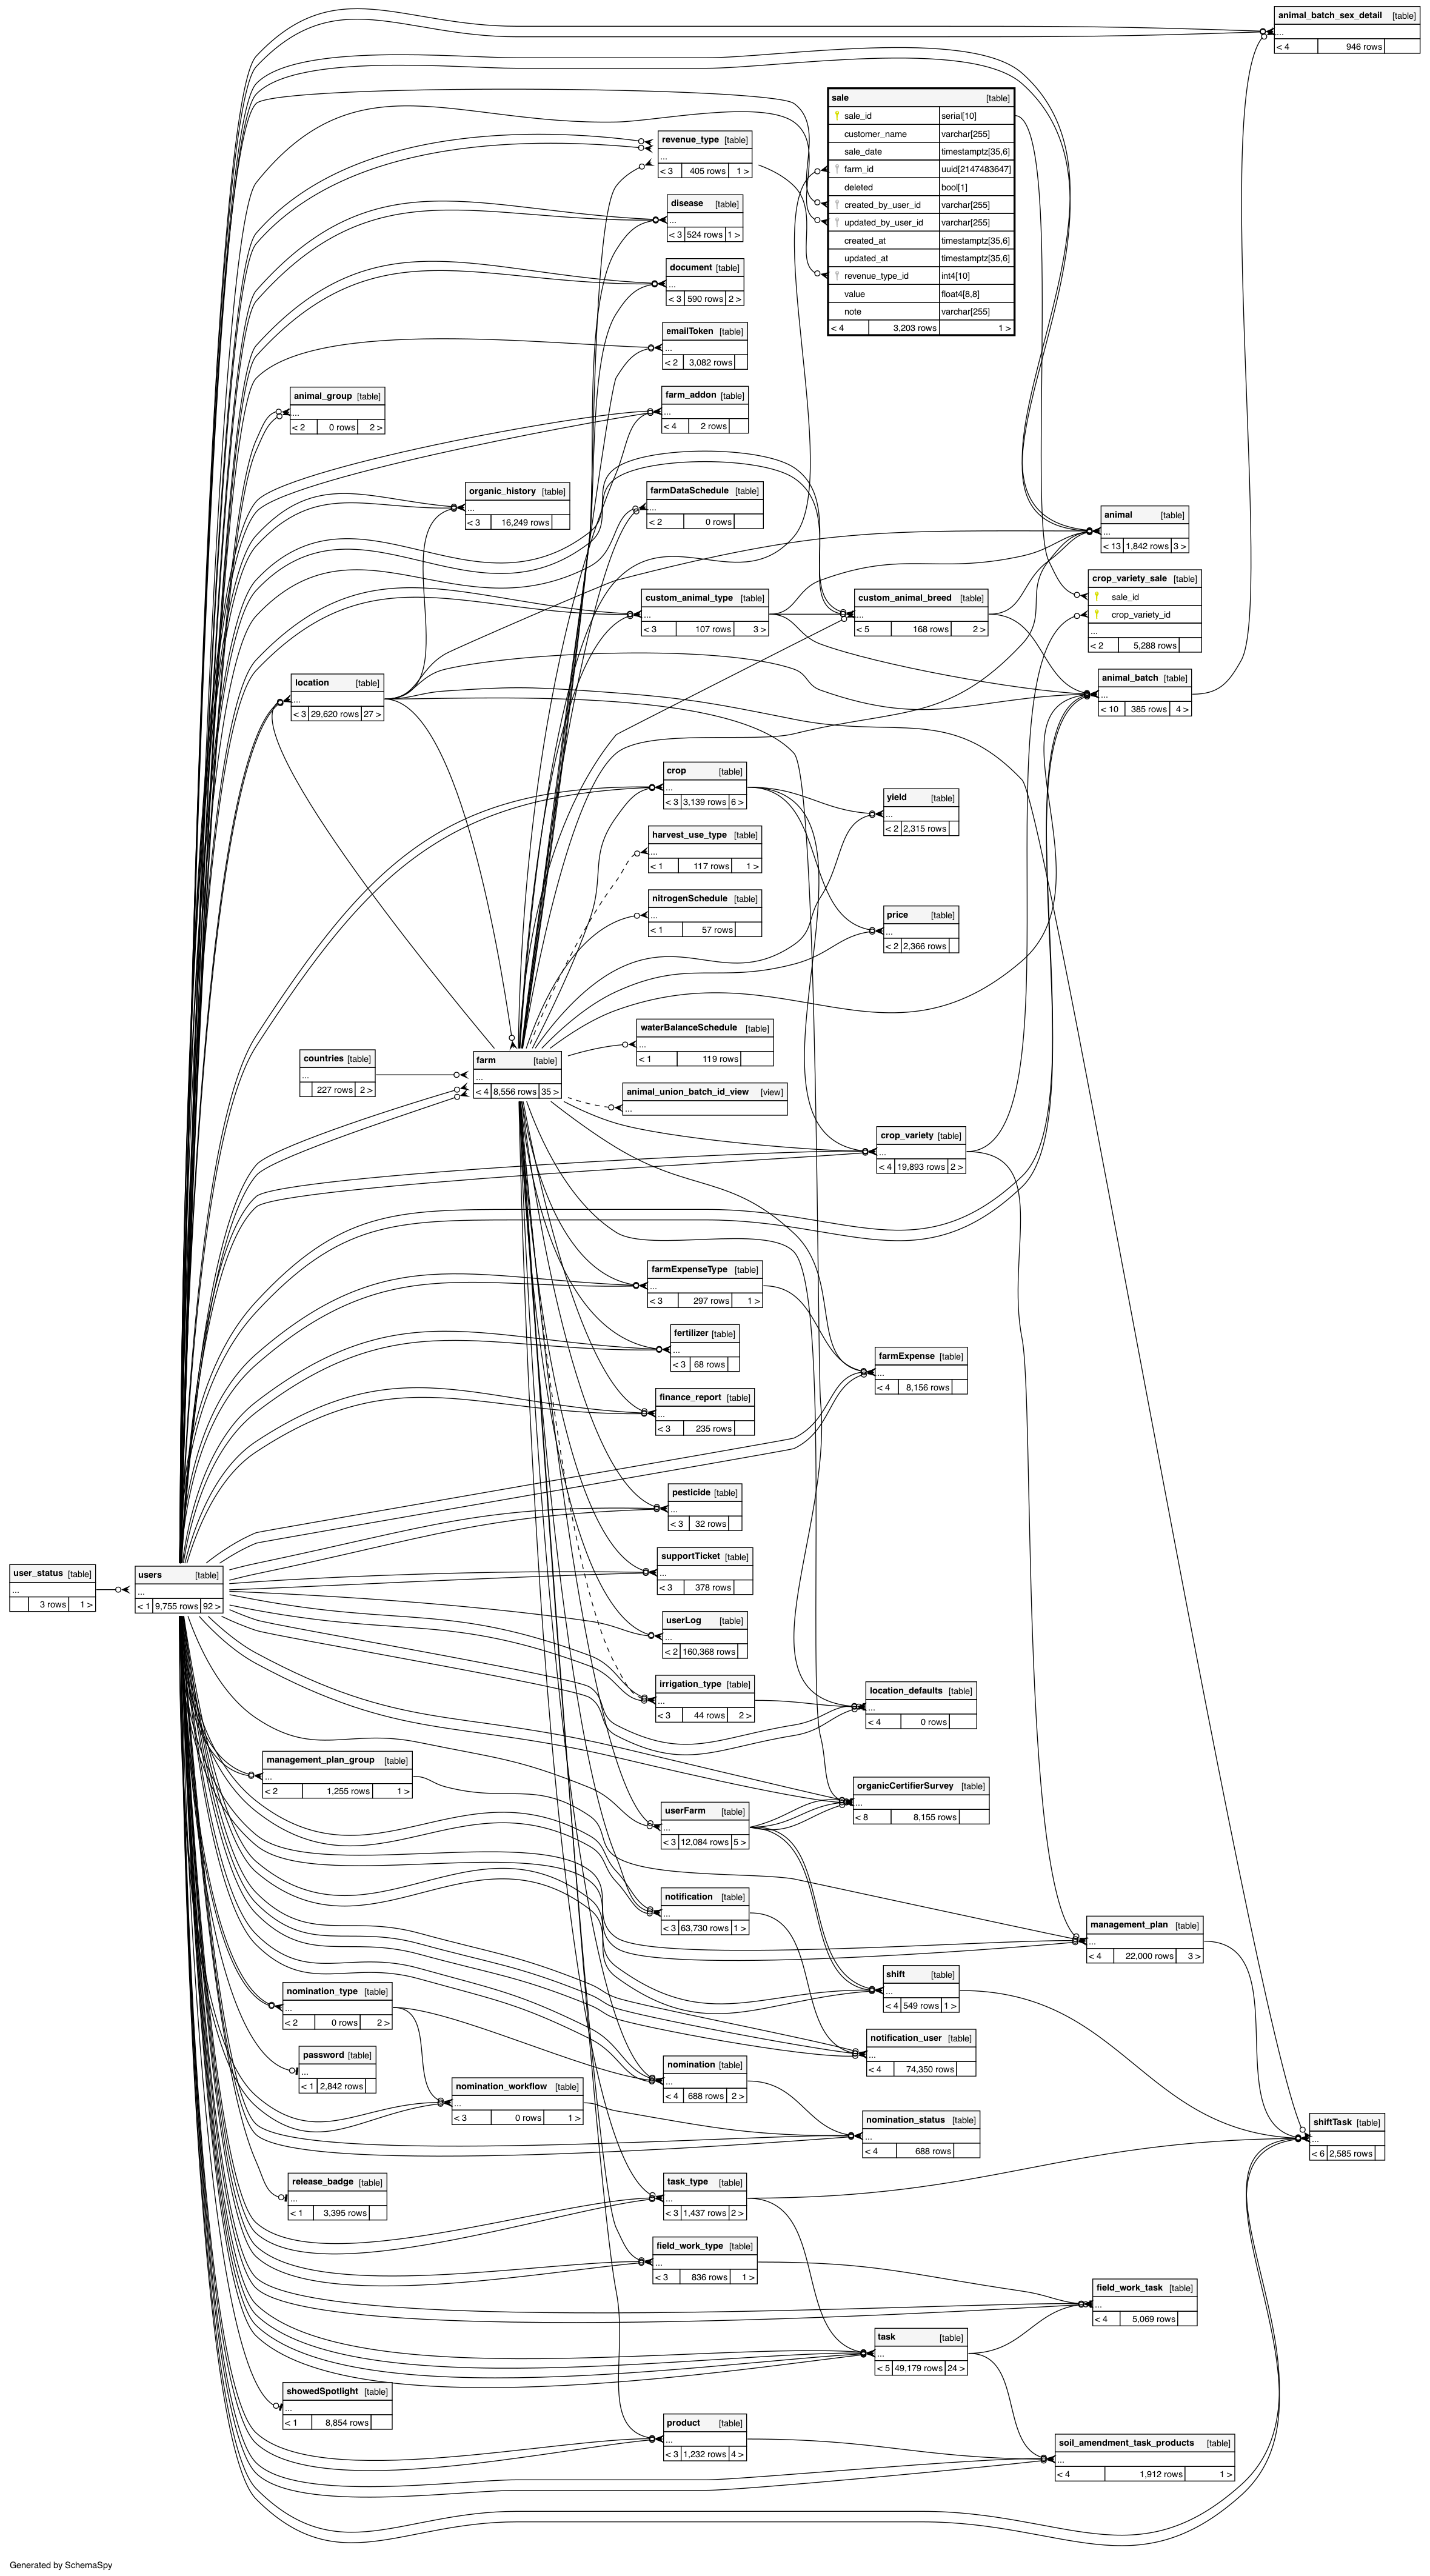 animal_batch_sex_detail [table]
...
< 4 946 rows
sale [table]
sale_id serial[10]
customer_name varchar[255]
sale_date timestamptz[35,6]
farm_id uuid[2147483647]
deleted bool[1]
created_by_user_id varchar[255]
updated_by_user_id varchar[255]
created_at timestamptz[35,6]
updated_at timestamptz[35,6]
revenue_type_id int4[10]
value float4[8,8]
note varchar[255]
< 4 3,203 rows 1 >
revenue_type [table]
...
< 3 405 rows 1 >
disease [table]
...
< 3 524 rows 1 >
document [table]
...
< 3 590 rows 2 >
emailToken [table]
...
< 2 3,082 rows
animal_group [table]
...
< 2 0 rows 2 >
farm_addon [table]
...
< 4 2 rows
organic_history [table]
...
< 3 16,249 rows
farmDataSchedule [table]
...
< 2 0 rows
animal [table]
...
< 13 1,842 rows 3 >
crop_variety_sale [table]
sale_id
crop_variety_id
...
< 2 5,288 rows
custom_animal_type [table]
...
< 3 107 rows 3 >
custom_animal_breed [table]
...
< 5 168 rows 2 >
location [table]
...
< 3 29,620 rows 27 >
animal_batch [table]
...
< 10 385 rows 4 >
crop [table]
...
< 3 3,139 rows 6 >
yield [table]
...
< 2 2,315 rows
harvest_use_type [table]
...
< 1 117 rows 1 >
nitrogenSchedule [table]
...
< 1 57 rows
price [table]
...
< 2 2,366 rows
waterBalanceSchedule [table]
...
< 1 119 rows
countries [table]
...
227 rows 2 >
farm [table]
...
< 4 8,556 rows 35 >
animal_union_batch_id_view [view]
...
crop_variety [table]
...
< 4 19,893 rows 2 >
farmExpenseType [table]
...
< 3 297 rows 1 >
fertilizer [table]
...
< 3 68 rows
farmExpense [table]
...
< 4 8,156 rows
finance_report [table]
...
< 3 235 rows
pesticide [table]
...
< 3 32 rows
supportTicket [table]
...
< 3 378 rows
user_status [table]
...
3 rows 1 >
users [table]
...
< 1 9,755 rows 92 >
userLog [table]
...
< 2 160,368 rows
irrigation_type [table]
...
< 3 44 rows 2 >
location_defaults [table]
...
< 4 0 rows
management_plan_group [table]
...
< 2 1,255 rows 1 >
organicCertifierSurvey [table]
...
< 8 8,155 rows
userFarm [table]
...
< 3 12,084 rows 5 >
notification [table]
...
< 3 63,730 rows 1 >
management_plan [table]
...
< 4 22,000 rows 3 >
shift [table]
...
< 4 549 rows 1 >
nomination_type [table]
...
< 2 0 rows 2 >
notification_user [table]
...
< 4 74,350 rows
password [table]
...
< 1 2,842 rows
nomination [table]
...
< 4 688 rows 2 >
nomination_workflow [table]
...
< 3 0 rows 1 >
nomination_status [table]
...
< 4 688 rows
shiftTask [table]
...
< 6 2,585 rows
release_badge [table]
...
< 1 3,395 rows
task_type [table]
...
< 3 1,437 rows 2 >
field_work_type [table]
...
< 3 836 rows 1 >
field_work_task [table]
...
< 4 5,069 rows
task [table]
...
< 5 49,179 rows 24 >
showedSpotlight [table]
...
< 1 8,854 rows
product [table]
...
< 3 1,232 rows 4 >
soil_amendment_task_products [table]
...
< 4 1,912 rows 1 >
Generated by SchemaSpy